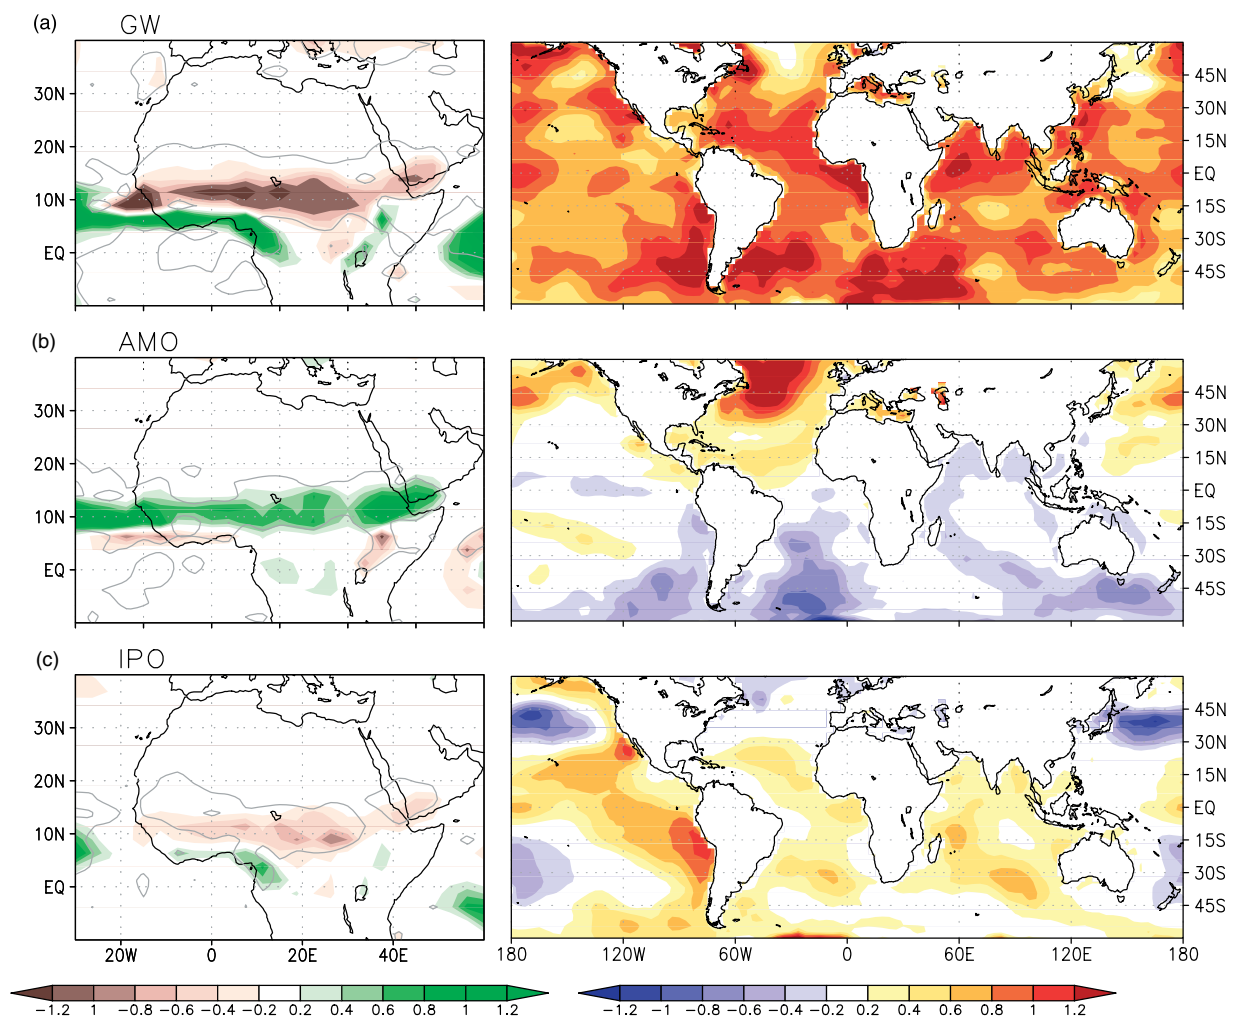 (a) GW
30N
20N
10N
EQ
45N
30N
15N
EQ
15S
30S
45S
(b) AMO
30N
20N
10N
EQ
45N
30N
15N
EQ
15S
30S
45S
(c) IPO
30N
20N
10N
EQ
45N
30N
15N
EQ
15S
30S
45S
20W 0 20E 40E
180 120W 60W 0 60E 120E 180
−1.2 −1 −0.8 −0.6 −0.4 −0.2 0.2 0.4 0.6 0.8 1 1.2
−1.2 −1 −0.8 −0.6 −0.4 −0.2 0.2 0.4 0.6 0.8 1 1.2